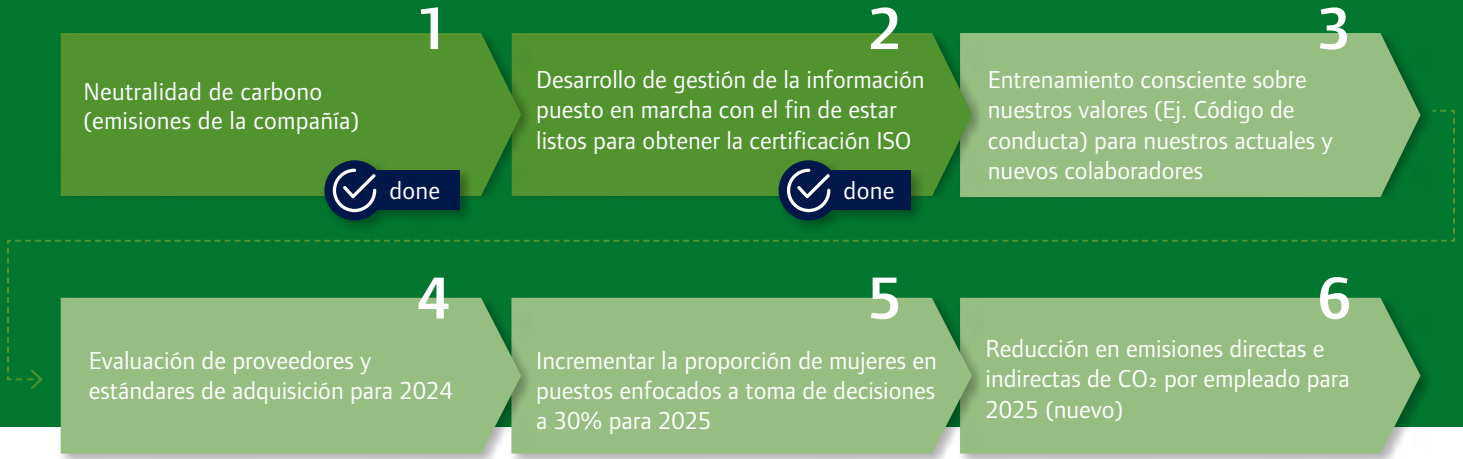 1
Neutralidad de carbono
(emisiones de la compañía)
done
2
Desarrollo de gestión de la información
puesto en marcha con el fin de estar
listos para obtener la certificación ISO
done
3
Entrenamiento consciente sobre
nuestros valores (Ej. Código de
conducta) para nuestros actuales y
nuevos colaboradores
4
Evaluación de proveedores y
estándares de adquisición para 2024
5
Incrementar la proporción de mujeres en
puestos enfocados a toma de decisiones
a 30% para 2025
6
Reducción en emisiones directas e
indirectas de CO₂ por empleado para
2025 (nuevo)